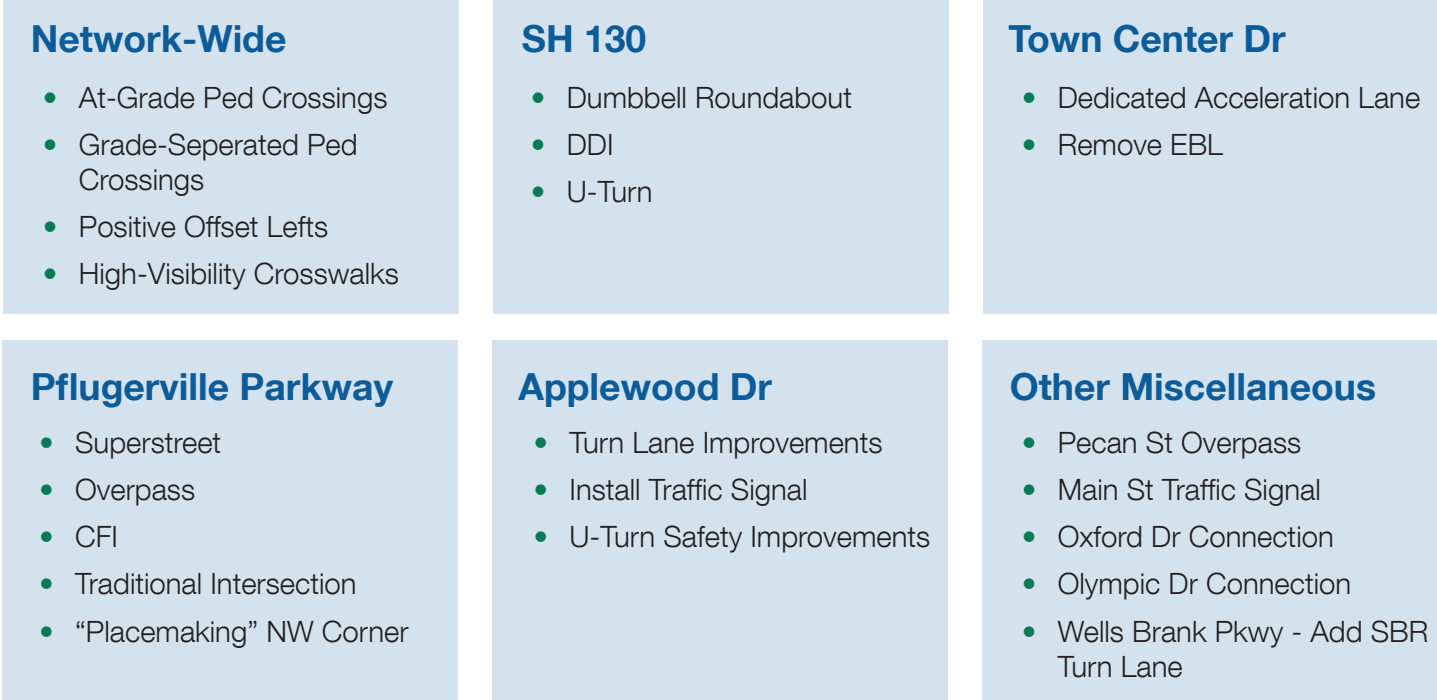 Network-Wide
• At-Grade Ped Crossings
• Grade-Seperated Ped
Crossings
• Positive Offset Lefts
• High-Visibility Crosswalks
SH 130
• Dumbbell Roundabout
• DDI
• U-Turn
Town Center Dr
• Dedicated Acceleration Lane
• Remove EBL
Pflugerville Parkway
• Superstreet
• Overpass
• CFI
• Traditional Intersection
• “Placemaking” NW Corner
Applewood Dr
• Turn Lane Improvements
• Install Traffic Signal
• U-Turn Safety Improvements
Other Miscellaneous
• Pecan St Overpass
• Main St Traffic Signal
• Oxford Dr Connection
• Olympic Dr Connection
• Wells Brank Pkwy - Add SBR
Turn Lane